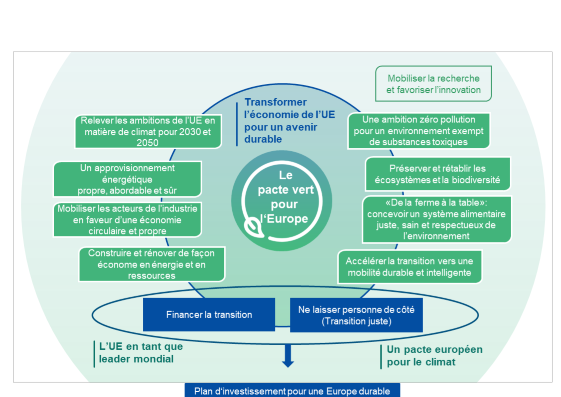 Mobiliser la recherche
et favoriser l'innovation
Transformer
l'économie de l'UE
pour un avenir
durable
Relever les ambitions de l'UE en
matière de climat pour 2030 et
2050
Une ambition zéro pollution
pour un environnement exempt
de substances toxiques
Un approvisionnement
énergétique
propre, abordable et sûr
Le
pacte vert
pour
l'Europe
Préserver et rétablir les
écosystèmes et la biodiversité
Mobiliser les acteurs de l'industrie
en faveur d'une économie
circulaire et propre
«De la ferme à la table»:
concevoir un système alimentaire
juste, sain et respectueux de
l'environnement
Construire et rénover de façon
économe en énergie et en
ressources
Accélérer la transition vers une
mobilité durable et intelligente
Financer la transition
Ne laisser personne de côté
(Transition juste)
L'UE en tant que
leader mondial
Un pacte européen
pour le climat
Plan d'investissement pour une Europe durable